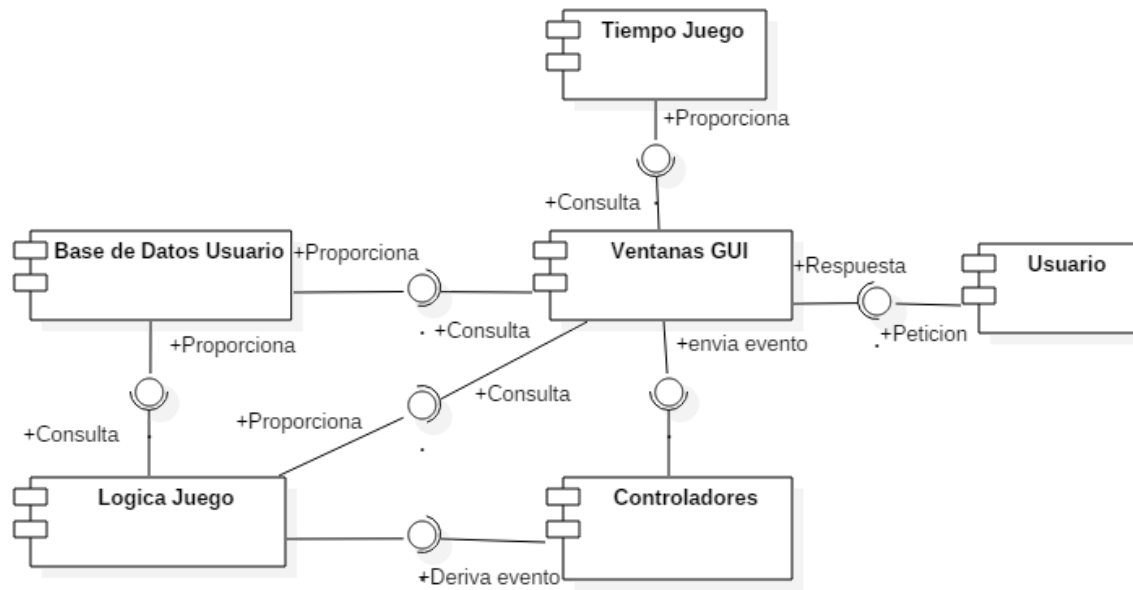 Tiempo Juego
+Proporciona
+Consulta
Base de Datos Usuario
+Proporciona
Ventanas GUI
+Respuesta
Usuario
+Consulta
+Peticion
+Proporciona
+envia evento
+Consulta
+Proporciona
+Consulta
Logica Juego
Controladores
+Deriva evento